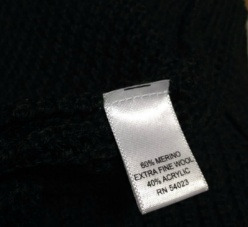 60% MERINO
EXTRA FINE WOOL
40% ACRYLIC
RN 54023